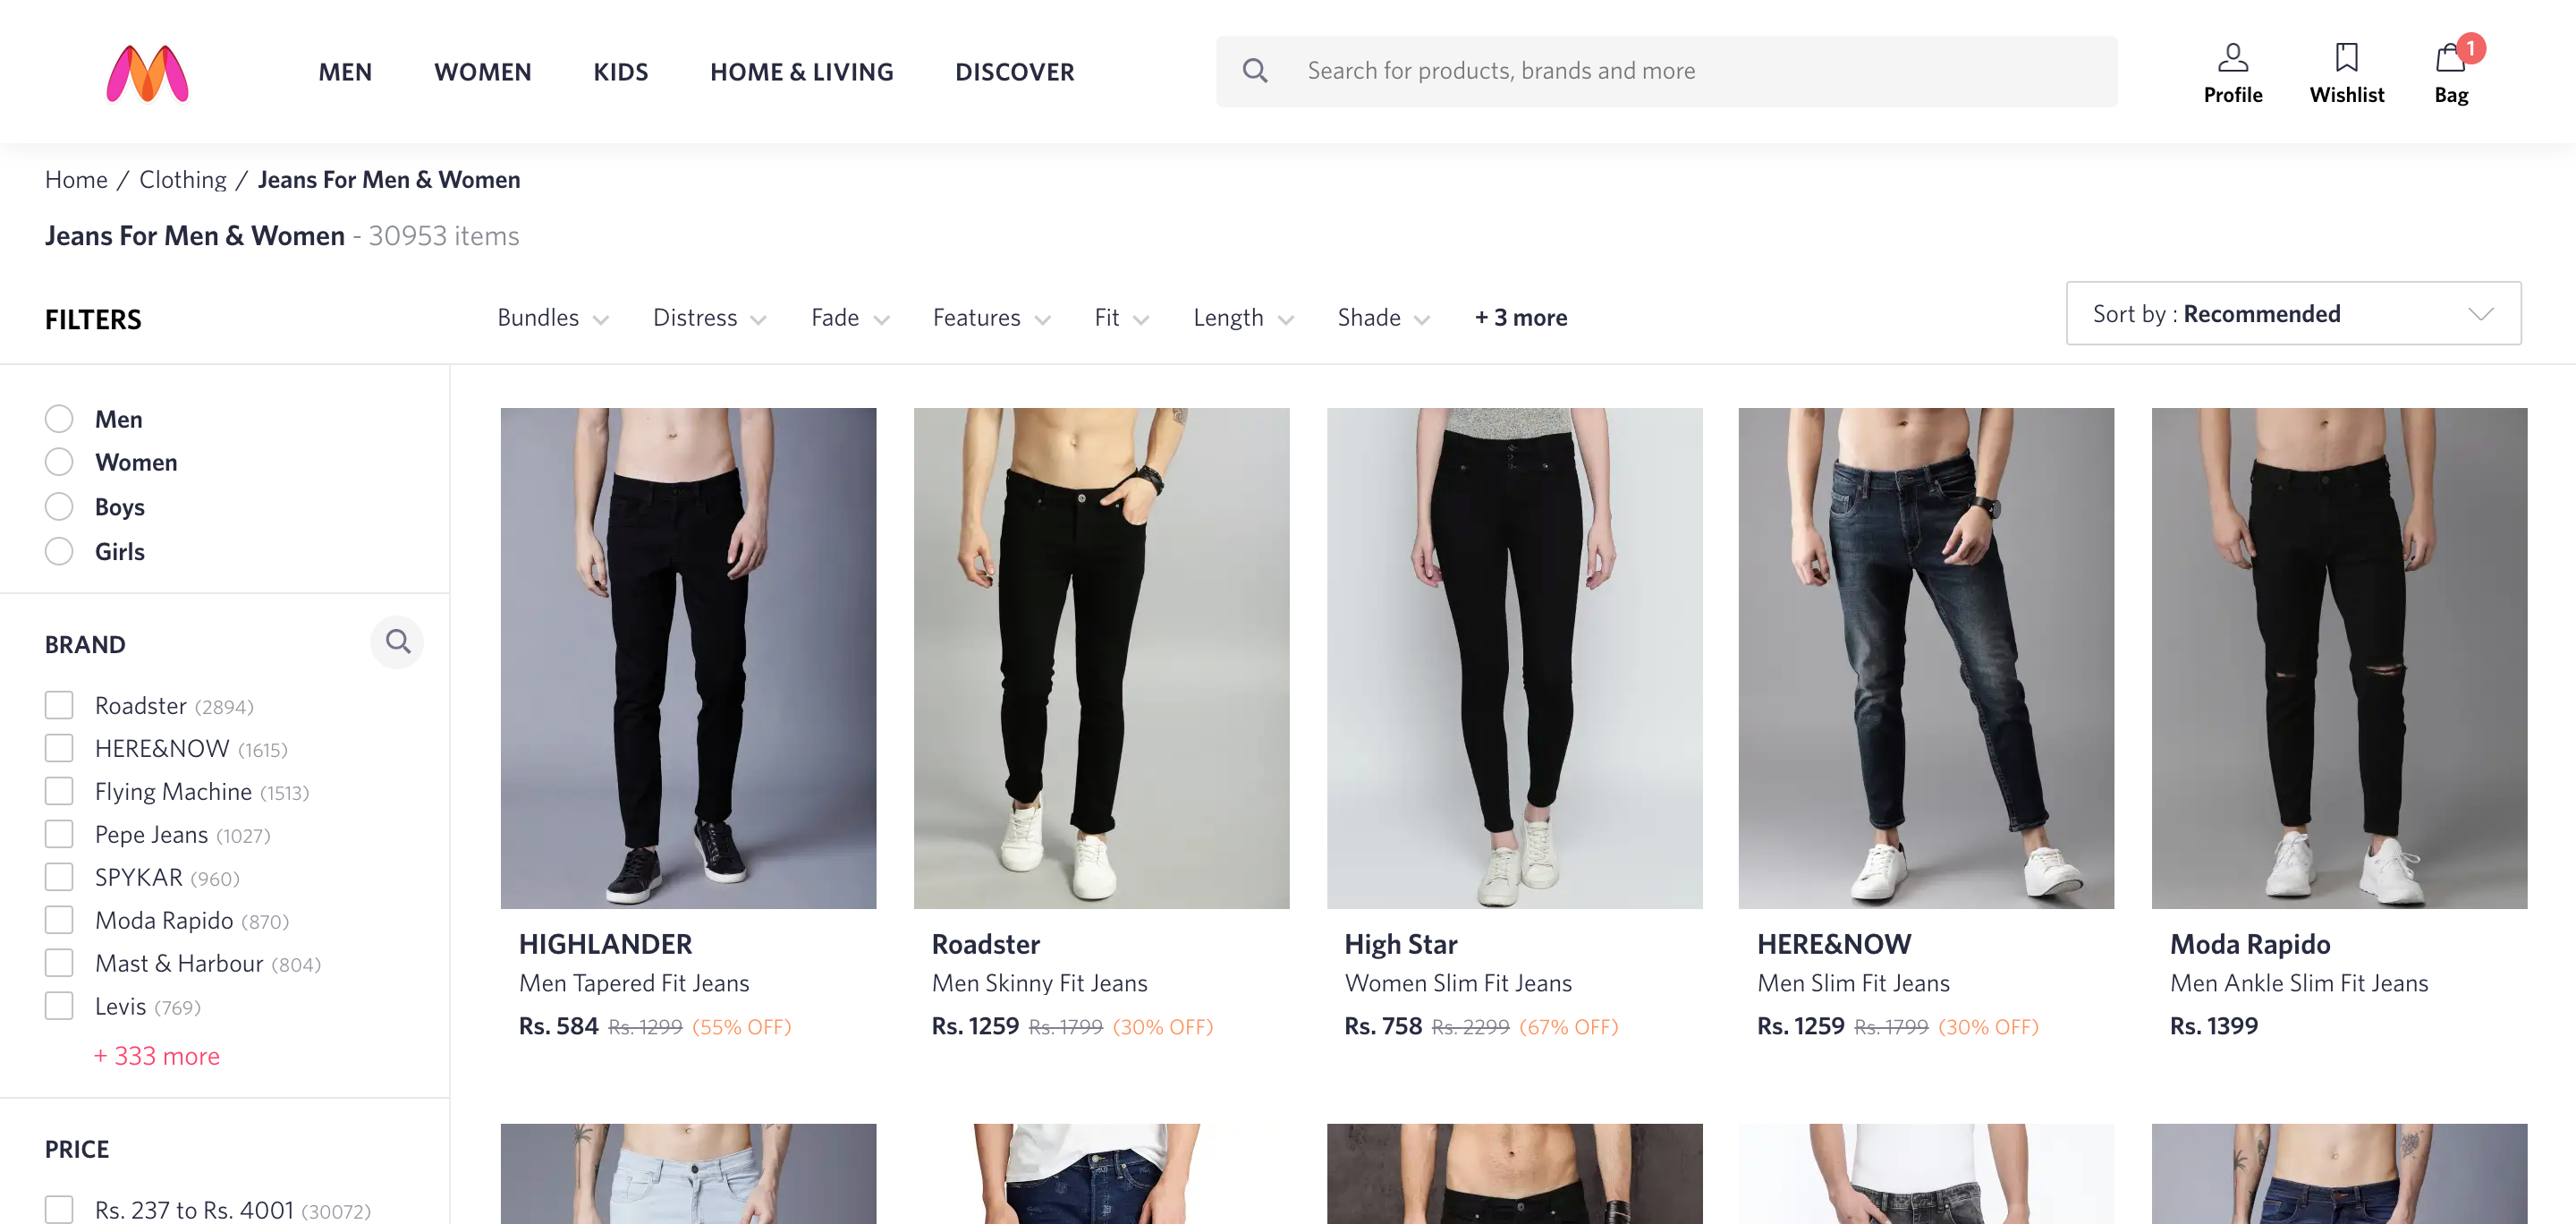 MEN WOMEN KIDS HOME & LIVING DISCOVER
Search for products, brands and more
Profile Wishlist Bag
1
Home / Clothing / Jeans For Men & Women
Jeans For Men & Women - 30953 items
FILTERS
Bundles Distress Fade Features Fit Length Shade + 3 more
Sort by : Recommended
Men
Women
Boys
Girls
BRAND
Roadster (2894)
HERE&NOW (1615)
Flying Machine (1513)
Pepe Jeans (1027)
SPYKAR (960)
Moda Rapido (870)
Mast & Harbour (804)
Levis (769)
+ 333 more
PRICE
Rs. 237 to Rs. 4001 (30072)
HIGHLANDER
Men Tapered Fit Jeans
Rs. 584 Rs. 1299 (55% OFF)
Roadster
Men Skinny Fit Jeans
Rs. 1259 Rs. 1799 (30% OFF)
High Star
Women Slim Fit Jeans
Rs. 758 Rs. 2299 (67% OFF)
HERE&NOW
Men Slim Fit Jeans
Rs. 1259 Rs. 1799 (30% OFF)
Moda Rapido
Men Ankle Slim Fit Jeans
Rs. 1399